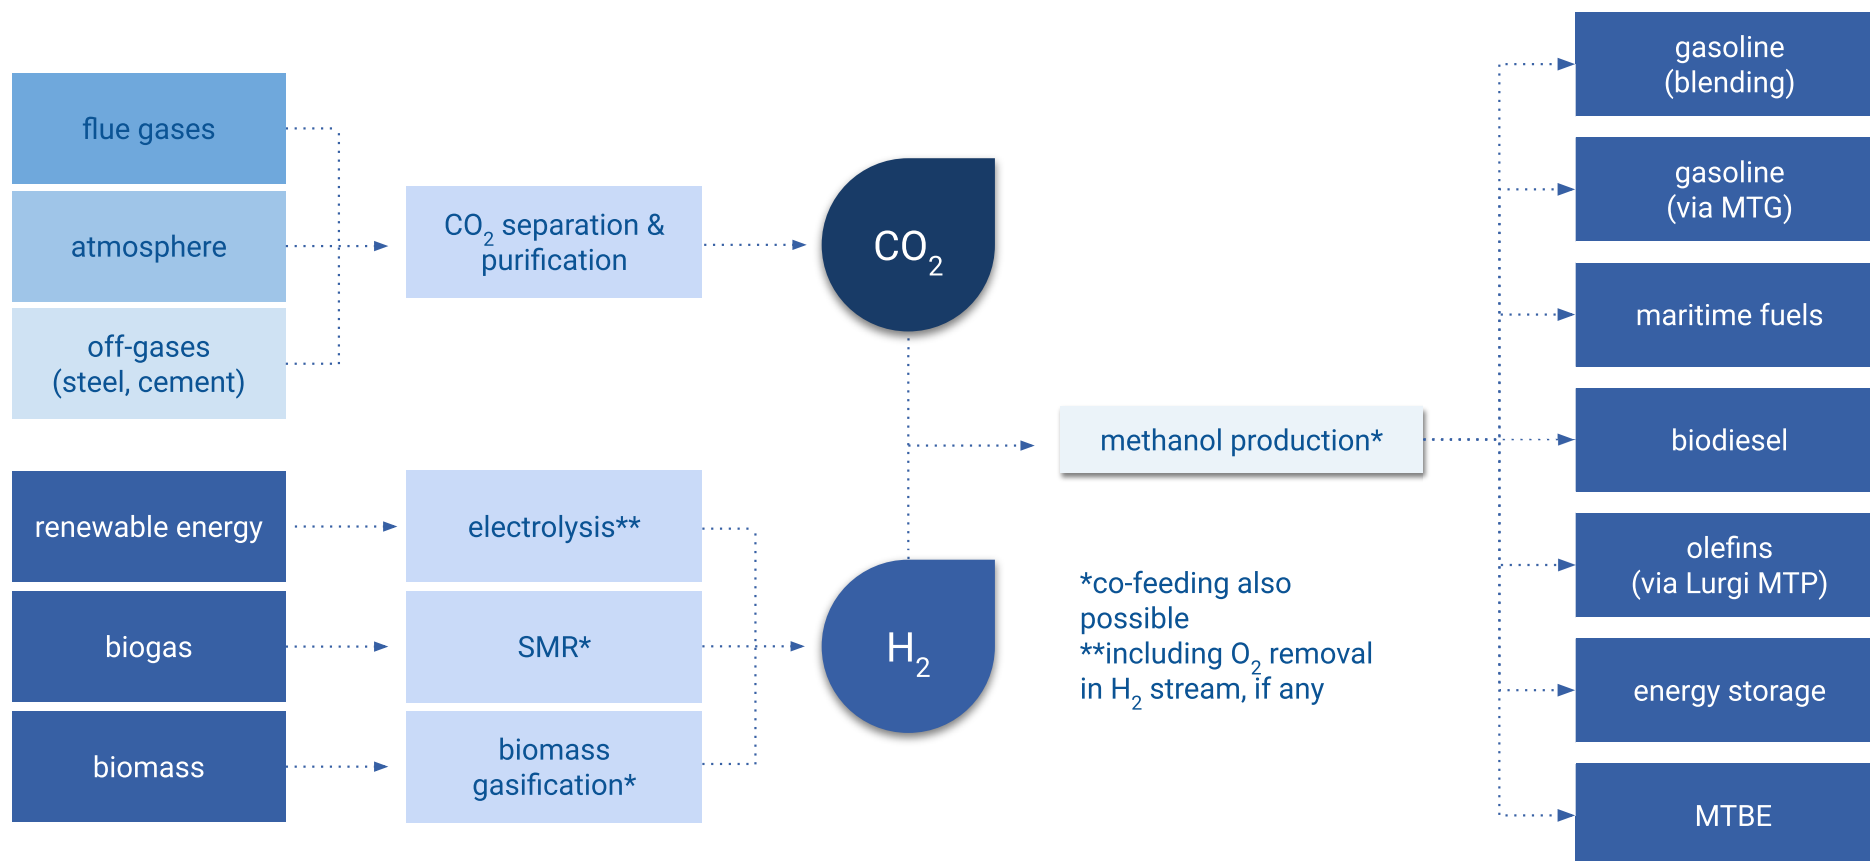 flue gases
atmosphere
off-gases
(steel, cement)
CO₂ separation &
purification
CO₂
renewable energy
electrolysis**
biogas
SMR*
biomass
biomass
gasification*
H₂
methanol production*
*co-feeding also
possible
**including O₂ removal
in H₂ stream, if any
gasoline
(blending)
gasoline
(via MTG)
maritime fuels
biodiesel
olefins
(via Lurgi MTP)
energy storage
MTBE